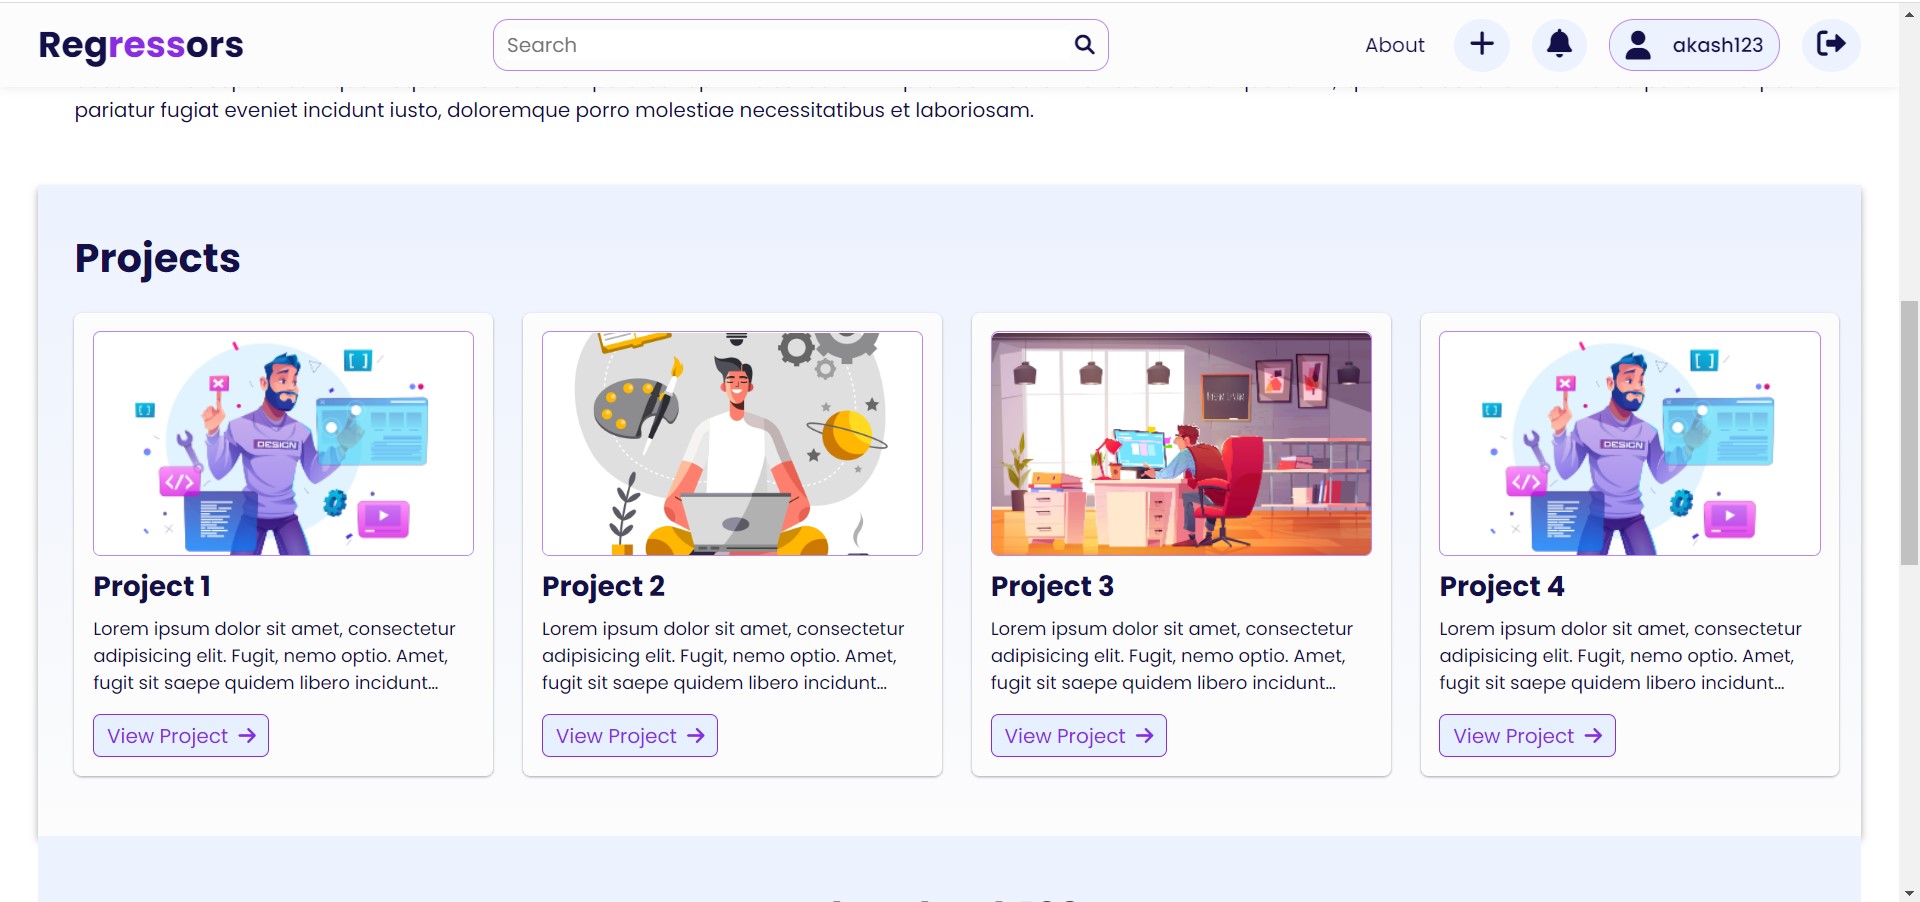 Regressors
Search
About
akash123
pariatur fugiat eveniet incidunt iusto, doloremque porro molestiae necessitatibus et laboriosam.
Projects
DESIGN
Project 1
Lorem ipsum dolor sit amet, consectetur
adipisicing elit. Fugit, nemo optio. Amet,
fugit sit saepe quidem libero incidunt...
View Project
Project 2
Lorem ipsum dolor sit amet, consectetur
adipisicing elit. Fugit, nemo optio. Amet,
fugit sit saepe quidem libero incidunt...
View Project
Project 3
Lorem ipsum dolor sit amet, consectetur
adipisicing elit. Fugit, nemo optio. Amet,
fugit sit saepe quidem libero incidunt...
View Project
DESIGN
Project 4
Lorem ipsum dolor sit amet, consectetur
adipisicing elit. Fugit, nemo optio. Amet,
fugit sit saepe quidem libero incidunt...
View Project